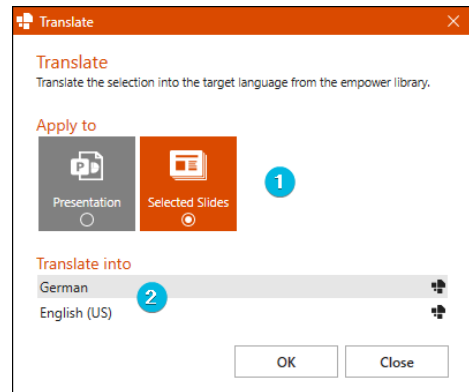 Translate
Translate
Translate the selection into the target language from the empower library.
Apply to
Presentation
Selected Slides
1
Translate into
German
2
English (US)
OK
Close